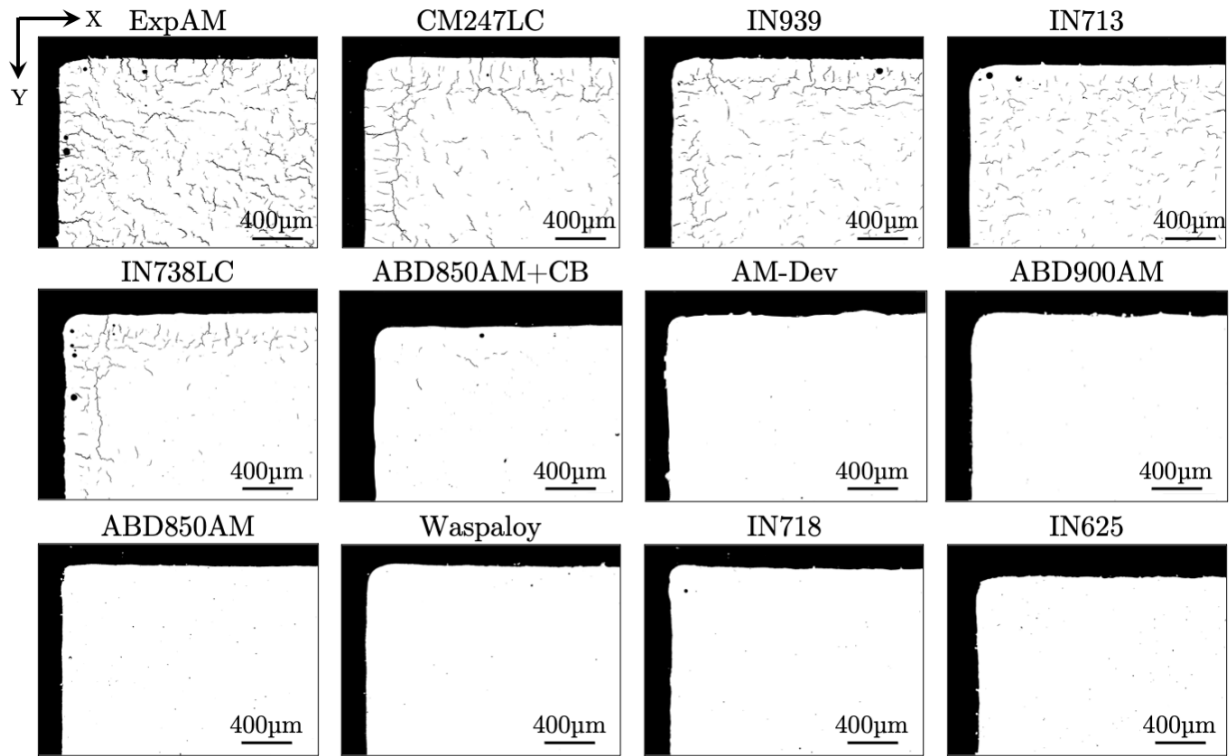 X
Y
ExpAM CM247LC IN939 IN713
400µm 400µm 400µm 400µm
IN738LC ABD850AM+CB AM-Dev ABD900AM
400µm 400µm 400µm 400µm
ABD850AM Waspaloy IN718 IN625
400µm 400µm 400µm 400µm